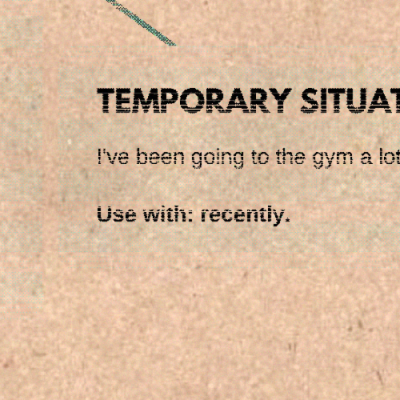 TEMPORARY SITUAT
I've been going to the gym a lot
Use with: recently.